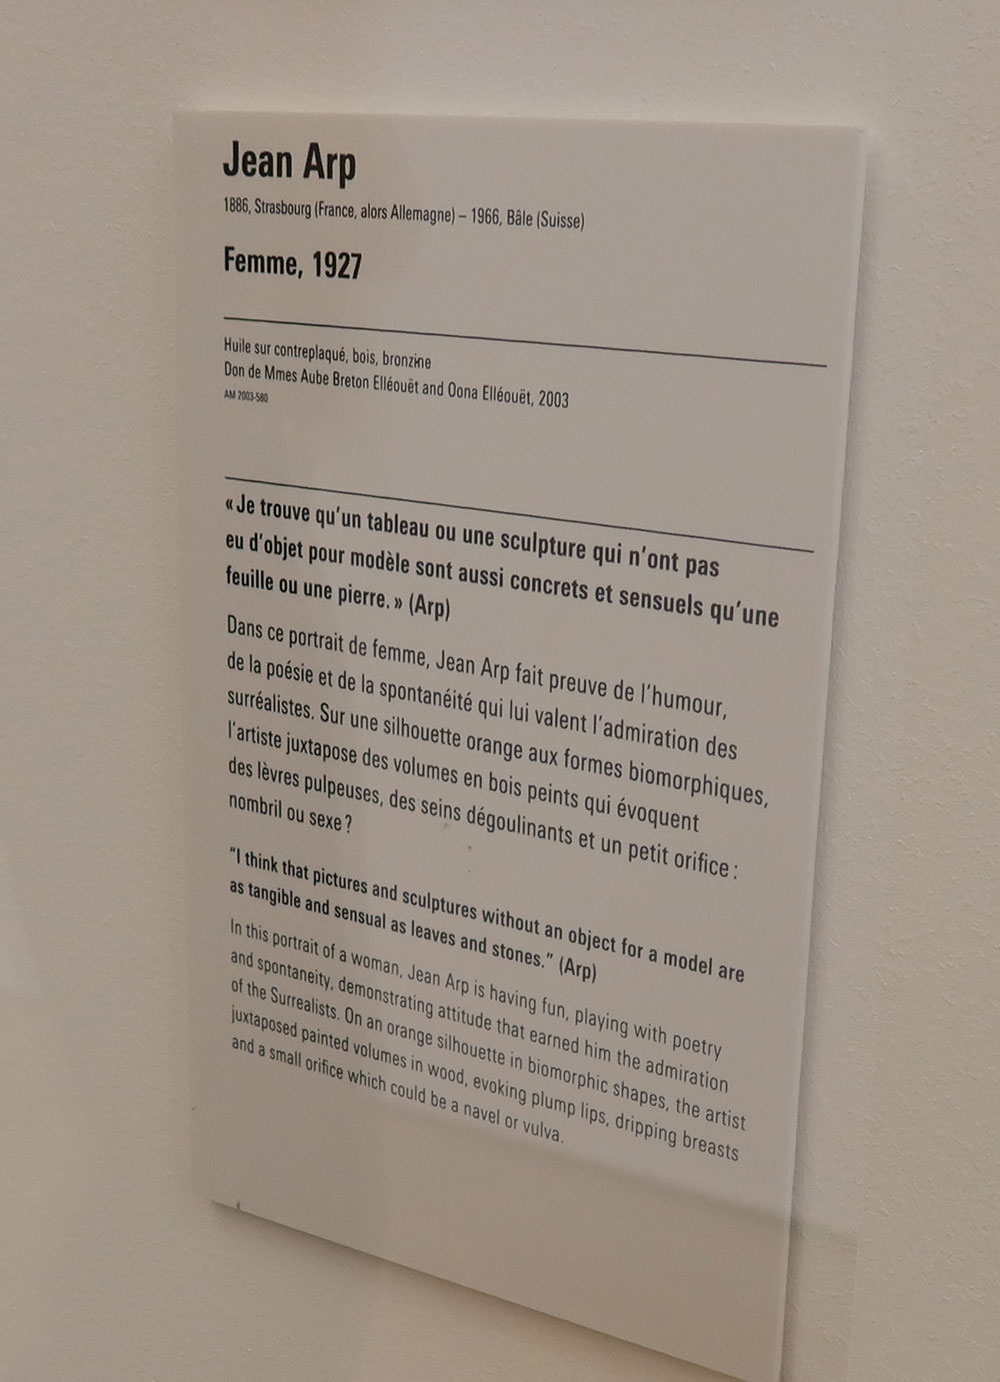 Jean Arp
1886, Strasbourg (France, alors Allemagne) – 1966, Bâle (Suisse)
Femme, 1927
Huile sur contreplaqué, bois, bronzine
Don de Mmes Aube Breton Elléouët and Oona Elléouët, 2003
AM 2003-580
« Je trouve qu’un tableau ou une sculpture qui n’ont pas
eu d’objet pour modèle sont aussi concrets et sensuels qu’une
feuille ou une pierre. » (Arp)
Dans ce portrait de femme, Jean Arp fait preuve de l’humour,
de la poésie et de la spontanéité qui lui valent l’admiration des
surréalistes. Sur une silhouette orange aux formes biomorphiques,
l’artiste juxtapose des volumes en bois peints qui évoquent
des lèvres pulpeuses, des seins dégoulinants et un petit orifice :
nombril ou sexe ?
“I think that pictures and sculptures without an object for a model are
as tangible and sensual as leaves and stones.” (Arp)
In this portrait of a woman, Jean Arp is having fun, playing with poetry
and spontaneity, demonstrating attitude that earned him the admiration
of the Surrealists. On an orange silhouette in biomorphic shapes, the artist
juxtaposed painted volumes in wood, evoking plump lips, dripping breasts
and a small orifice which could be a navel or vulva.